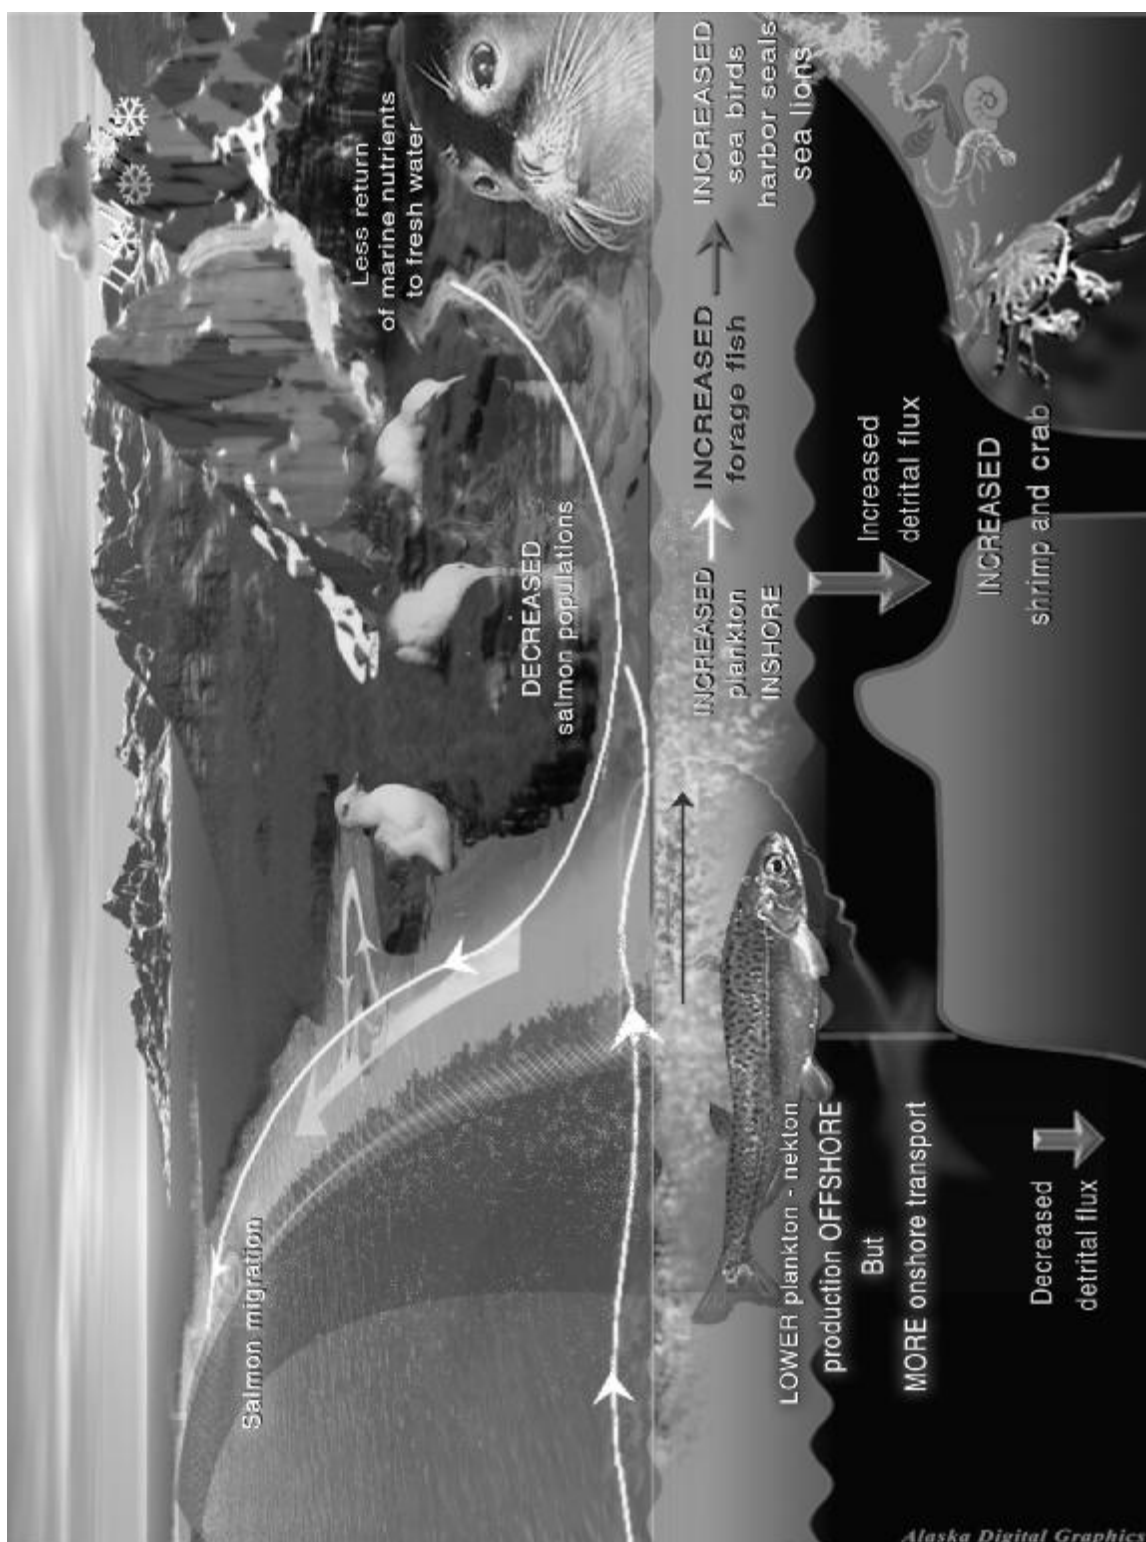 Less return
of marine nutrients
to fresh water
DECREASED
salmon populations
Salmon migration
INCREASED
plankton
INSHORE
INCREASED
forage fish
INCREASED
sea birds
harbor seals
sea lions
LOWER plankton - nekton
production OFFSHORE
But
MORE onshore transport
Increased
detrital flux
INCREASED
shrimp and crab
Decreased
detrital flux
Alaska Digital Graphics